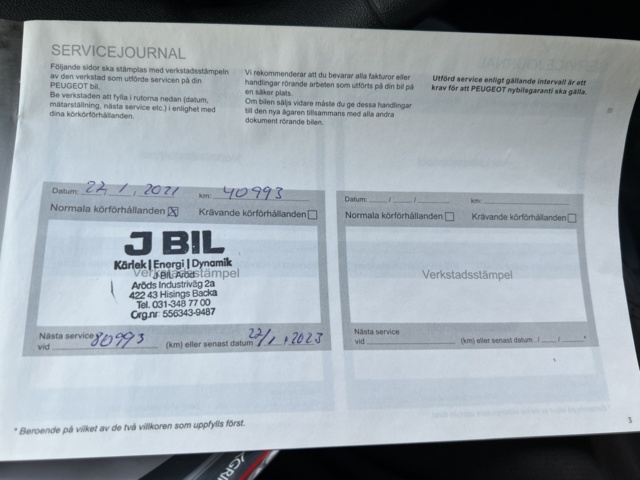 SERVICEJOURNAL
Följande sidor ska stämplas med verkstadsstämpeln
av den verkstad som utförde servicen på din
PEUGEOT bil.
Be verkstaden att fylla i rutorna nedan (datum,
mätarställning, nästa service etc.) i enlighet med
dina körkörförhållanden.
Vi rekommenderar att du bevarar alla fakturor eller
handlingar rörande arbeten som utförts på din bil på
en säker plats.
Om bilen säljs vidare måste du ge dessa handlingar
till den nya ägaren tillsammans med alla andra
dokument rörande bilen.
Utförd service enligt gällande intervall är ett
krav för att PEUGEOT nybilsgaranti ska gälla.
Datum: 22/1/2021 km: 40993
Normala körförhållanden Krävande körförhållanden
J BIL
Kärlek | Energi | Dynamik
Verkstadsstämpel
J Bil Aröd
Aröds Industriväg 2a
422 43 Hisings Backa
Tel. 031-348 77 00
Org.nr: 556343-9487
Nästa service
vid 80993 (km) eller senast datum 22/1, 2023
Datum: / / km:
Normala körförhållanden Krävande körförhållanden
Verkstadsstämpel
Nästa service
vid (km) eller senast datum / / *
* Beroende på vilket av de två villkoren som uppfylls först.
3